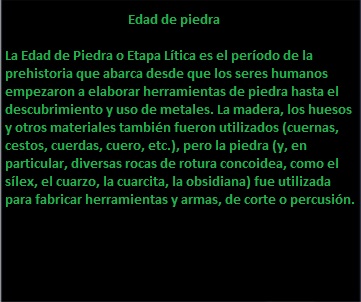 Edad de piedra
La Edad de Piedra o Etapa Lítica es el período de la
prehistoria que abarca desde que los seres humanos
empezaron a elaborar herramientas de piedra hasta el
descubrimiento y uso de metales. La madera, los huesos
y otros materiales también fueron utilizados (cuernas,
cestos, cuerdas, cuero, etc.), pero la piedra (y, en
particular, diversas rocas de rotura concoidea, como el
sílex, el cuarzo, la cuarcita, la obsidiana) fue utilizada
para fabricar herramientas y armas, de corte o percusión.